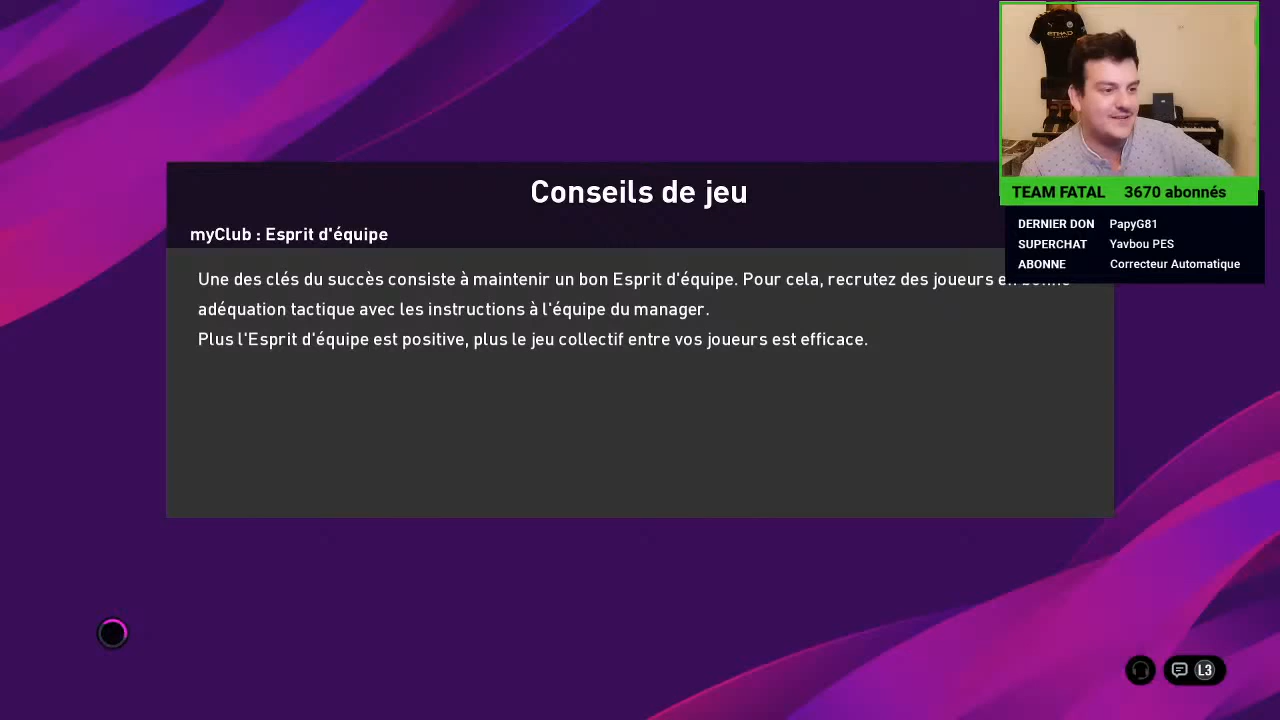 ETIHAD
TEAM FATAL 3670 abonnés
Conseils de jeu
DERNIER DON PapyG81
myClub : Esprit d'équipe
SUPERCHAT Yavbou PES
ABONNE Correcteur Automatique
Une des clés du succès consiste à maintenir un bon Esprit d'équipe. Pour cela, recrutez des joueurs en bonne
adéquation tactique avec les instructions à l'équipe du manager.
Plus l'Esprit d'équipe est positive, plus le jeu collectif entre vos joueurs est efficace.
L3